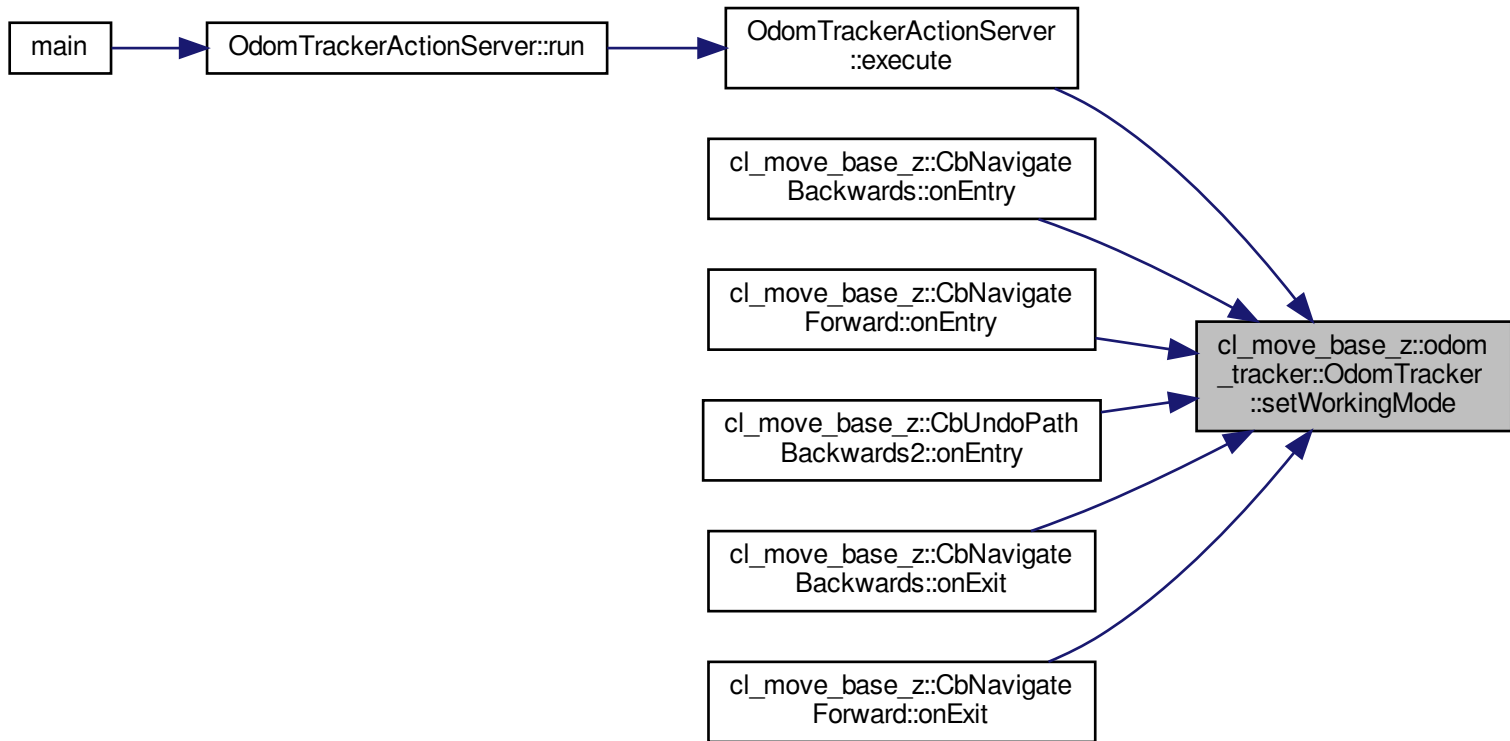 main
OdomTrackerActionServer::run
OdomTrackerActionServer
::execute
cl_move_base_z::CbNavigate
Backwards::onEntry
cl_move_base_z::CbNavigate
Forward::onEntry
cl_move_base_z::CbUndoPath
Backwards2::onEntry
cl_move_base_z::CbNavigate
Backwards::onExit
cl_move_base_z::CbNavigate
Forward::onExit
cl_move_base_z::odom
_tracker::OdomTracker
::setWorkingMode